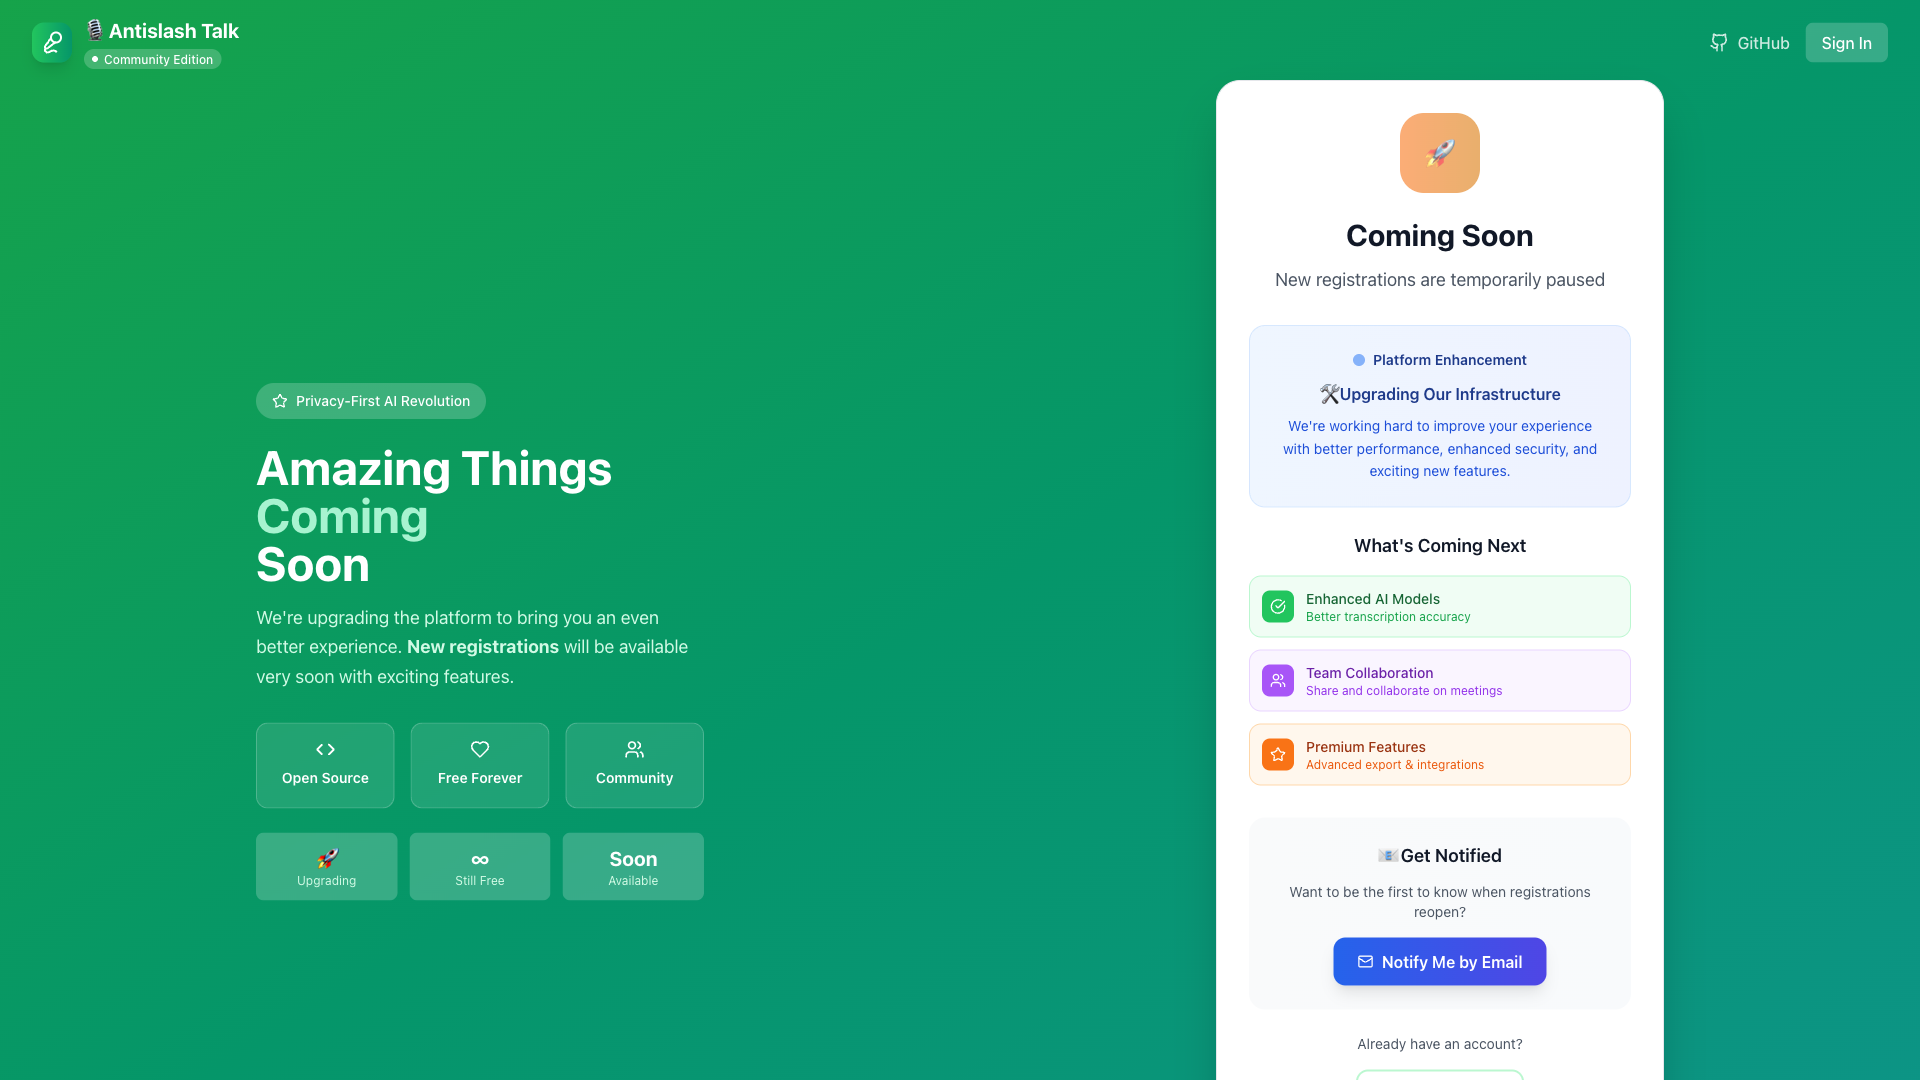 🎙️Antislash Talk
Community Edition
GitHub
Sign In
Privacy-First AI Revolution
Amazing Things
Coming
Soon
We're upgrading the platform to bring you an even
better experience. New registrations will be available
very soon with exciting features.
Open Source
Free Forever
Community
🚀
Upgrading
∞
Still Free
Soon
Available
🚀
Coming Soon
New registrations are temporarily paused
Platform Enhancement
🛠️Upgrading Our Infrastructure
We're working hard to improve your experience
with better performance, enhanced security, and
exciting new features.
What's Coming Next
Enhanced AI Models
Better transcription accuracy
Team Collaboration
Share and collaborate on meetings
Premium Features
Advanced export & integrations
📧Get Notified
Want to be the first to know when registrations
reopen?
Notify Me by Email
Already have an account?